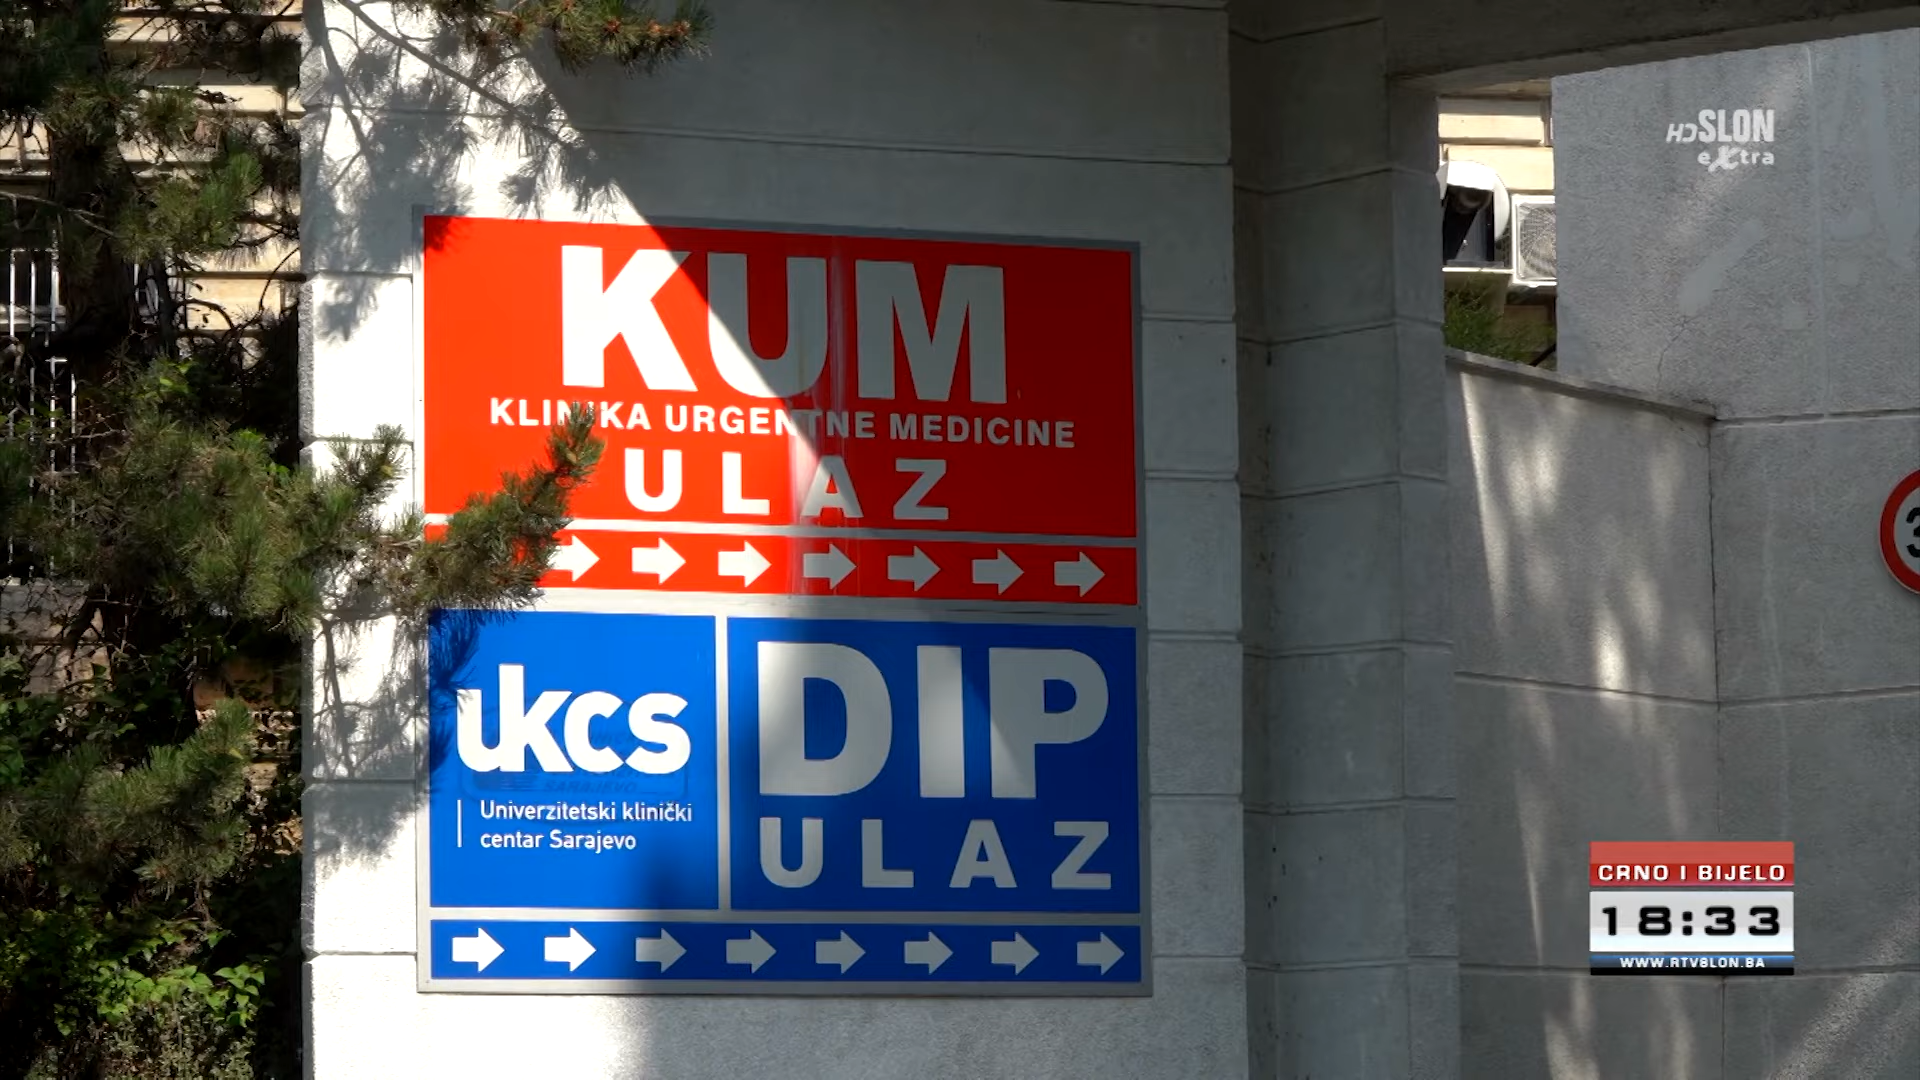 HD SLON
extra
KUM
KLINIKA URGENTNE MEDICINE
ULAZ
ukcs
Univerzitetski klinički
centar Sarajevo
DIP
ULAZ
CRNO I BIJELO
18:33
WWW.RTVSLON.BA